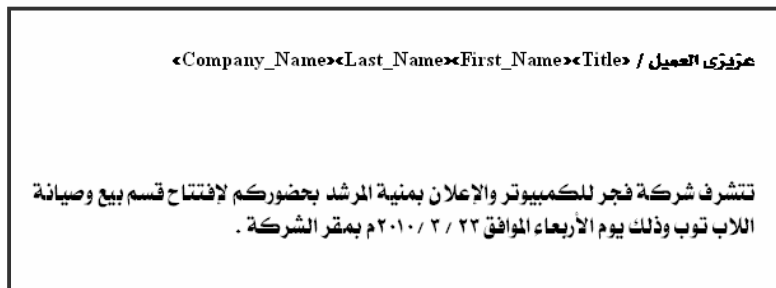 عزيزى العميل / «Title»«First_Name»«Last_Name»«Company_Name»
تتشرف شركة فجر للكمبيوتر والإعلان بمنية المرشد بحضوركم لإفتتاح قسم بيع وصيانة
اللاب توب وذلك يوم الأربعاء الموافق ٢٣ / ٣ / ٢٠١٠م بمقر الشركة .